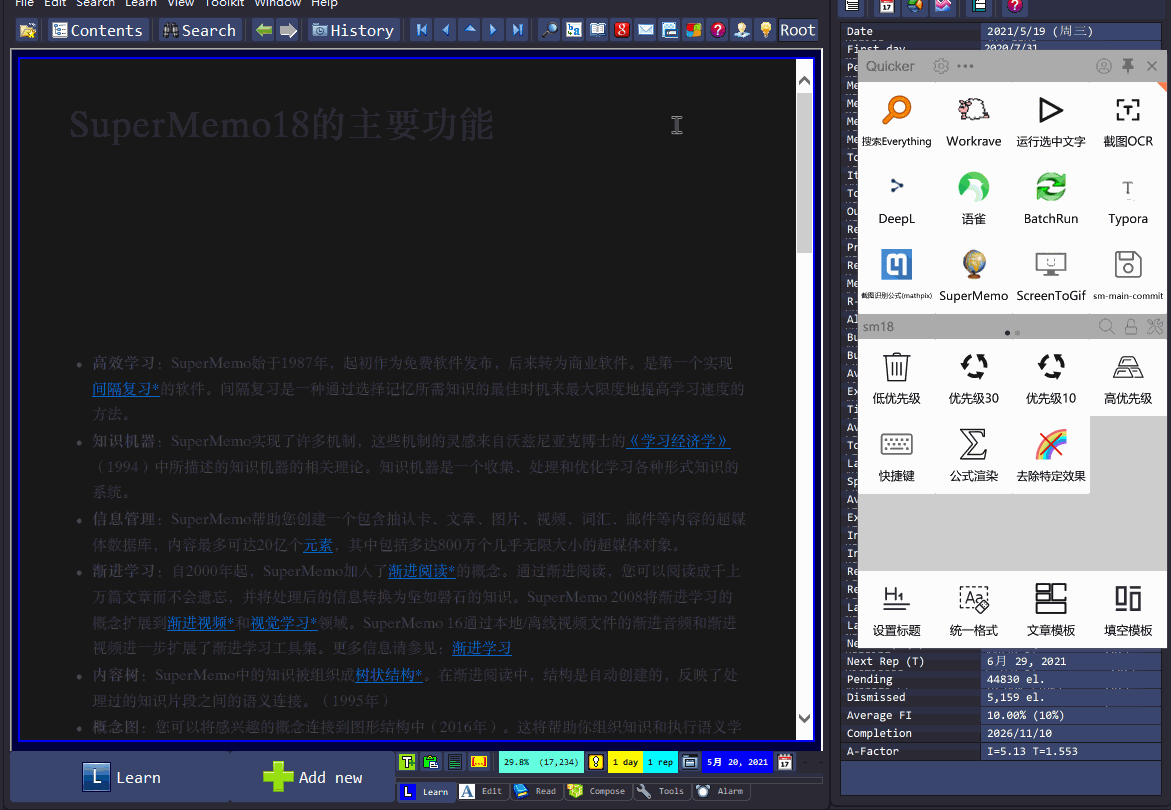 File Edit Search Learn View Toolkit Window Help
Contents Search History Root
SuperMemo18的主要功能
• 高效学习：SuperMemo始于1987年，起初作为免费软件发布，后来转为商业软件。是第一个实现
间隔复习*的软件。间隔复习是一种通过选择记忆所需知识的最佳时机来最大限度地提高学习速度的
方法。
• 知识机器：SuperMemo实现了许多机制，这些机制的灵感来自沃兹尼亚克博士的《学习经济学》
（1994）中所描述的知识机器的相关理论。知识机器是一个收集、处理和优化学习各种形式知识的
系统。
• 信息管理：SuperMemo帮助您创建一个包含抽认卡、文章、图片、视频、词汇、邮件等内容的超媒
体数据库，内容最多可达20亿个元素，其中包括多达800万个几乎无限大小的超媒体对象。
• 渐进学习：自2000年起，SuperMemo加入了渐进阅读*的概念。通过渐进阅读，您可以阅读成千上
万篇文章而不会遗忘，并将处理后的信息转换为坚如磐石的知识。SuperMemo 2008将渐进学习的
概念扩展到渐进视频*和视觉学习*领域。SuperMemo 16通过本地/离线视频文件的渐进音频和渐进
视频进一步扩展了渐进学习工具集。更多信息请参见：渐进学习
• 内容树：SuperMemo中的知识被组织成树状结构*。在渐进阅读中，结构是自动创建的，反映了处
理过的知识片段之间的语义连接。（1995年）
• 概念图：您可以将感兴趣的概念连接到图形结构中（2016年）。这将帮助你组织知识和执行语义学
L Learn Add new
29.8% (17,234) 1 day 1 rep 5月 20, 2021 17
L Learn A Edit Read Compose Tools Alarm
Date 2021/5/19 (周三)
First day 2020/7/31
Quicker
搜索Everything Workrave 运行选中文字 截图OCR
DeepL 语雀 BatchRun Typora
截图识别公式(mathpix) SuperMemo ScreenToGif sm-main-commit
sm18
低优先级 优先级30 优先级10 高优先级
快捷键 公式渲染 去除特定效果
设置标题 统一格式 文章模板 填空模板
Next Rep (T) 6月 29, 2021
Pending 44830 el.
Dismissed 5,159 el.
Average FI 10.00% (10%)
Completion 2026/11/10
A-Factor I=5.13 T=1.553